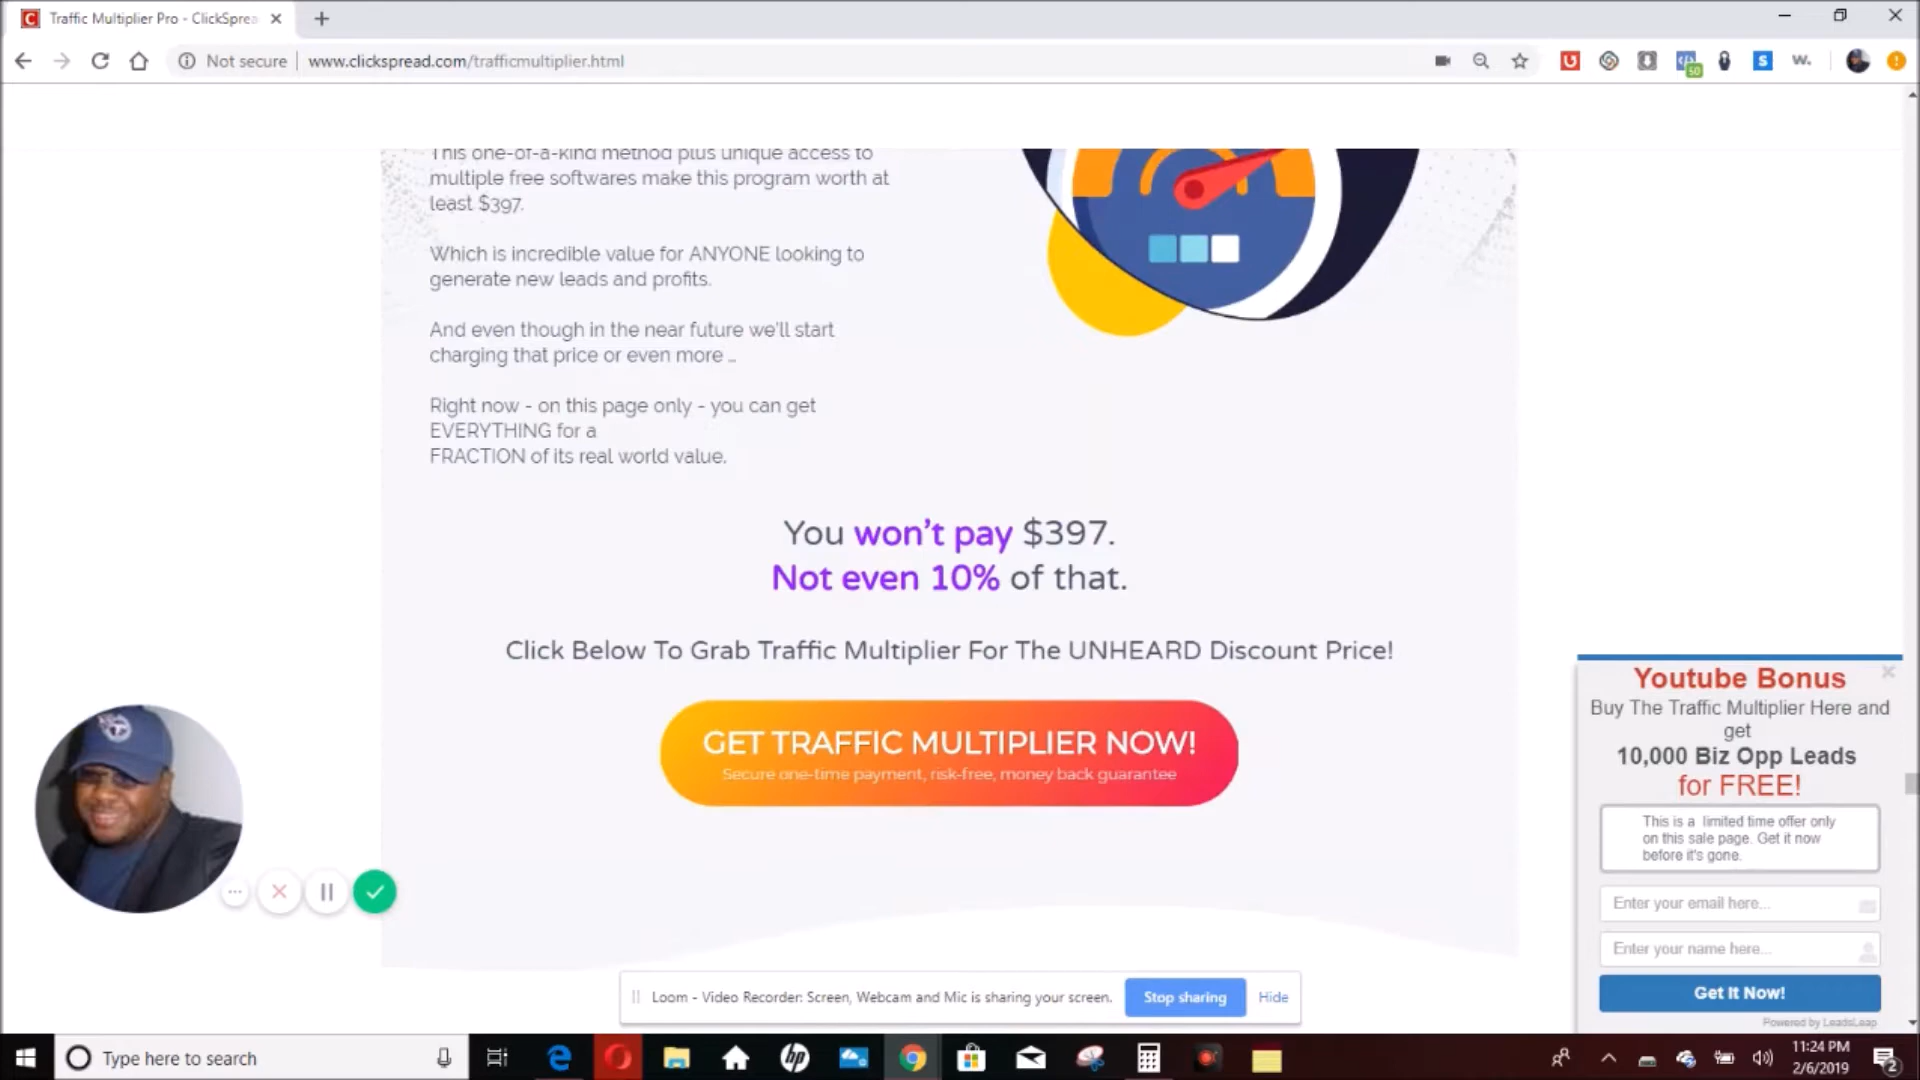 Traffic Multiplier Pro - ClickSprea
Not secure
www.clickspread.com/trafficmultiplier.html
50
This one-of-a-kind method plus unique access to
multiple free softwares make this program worth at
least $397.
Which is incredible value for ANYONE looking to
generate new leads and profits.
And even though in the near future we'll start
charging that price or even more ...
Right now - on this page only - you can get
EVERYTHING for a
FRACTION of its real world value.
You won't pay $397.
Not even 10% of that.
Click Below To Grab Traffic Multiplier For The UNHEARD Discount Price!
GET TRAFFIC MULTIPLIER NOW!
Secure one-time payment, risk-free, money back guarantee
Youtube Bonus
Buy The Traffic Multiplier Here and
get
10,000 Biz Opp Leads
for FREE!
This is a limited time offer only
on this sale page. Get it now
before it's gone.
Enter your email here...
Enter your name here...
Get It Now!
Powered by LeadsLeap
Loom - Video Recorder: Screen, Webcam and Mic is sharing your screen.
Stop sharing
Hide
Type here to search
11:24 PM
2/6/2019
2